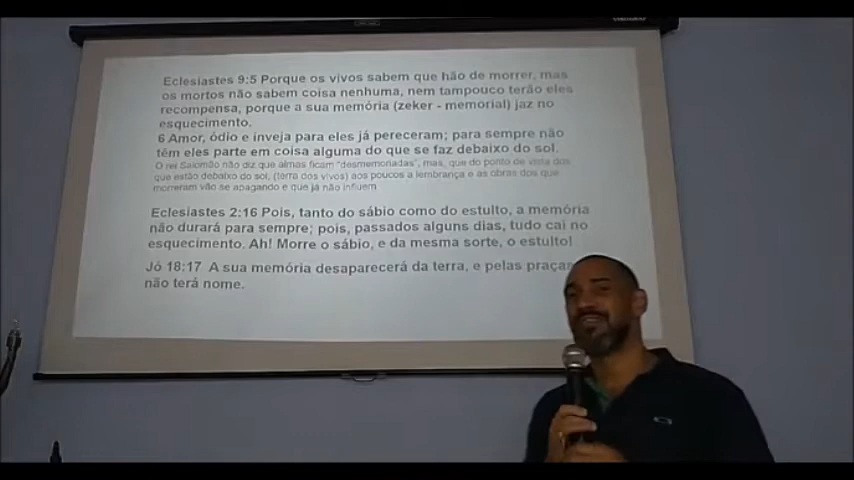 Eclesiastes 9:5 Porque os vivos sabem que hão de morrer, mas
os mortos não sabem coisa nenhuma, nem tampouco terão eles
recompensa, porque a sua memória (zeker - memorial) jaz no
esquecimento.
6 Amor, ódio e inveja para eles já pereceram; para sempre não
têm eles parte em coisa alguma do que se faz debaixo do sol.
O rei Salomão não diz que almas ficam "desmemoriadas", mas, que do ponto de vista dos
que estão debaixo do sol, (terra dos vivos) aos poucos a lembrança e as obras dos que
morreram vão se apagando e que já não influem
Eclesiastes 2:16 Pois, tanto do sábio como do estulto, a memória
não durará para sempre; pois, passados alguns dias, tudo cai no
esquecimento. Ah! Morre o sábio, e da mesma sorte, o estulto!
Jó 18:17 A sua memória desaparecerá da terra, e pelas praças
não terá nome.